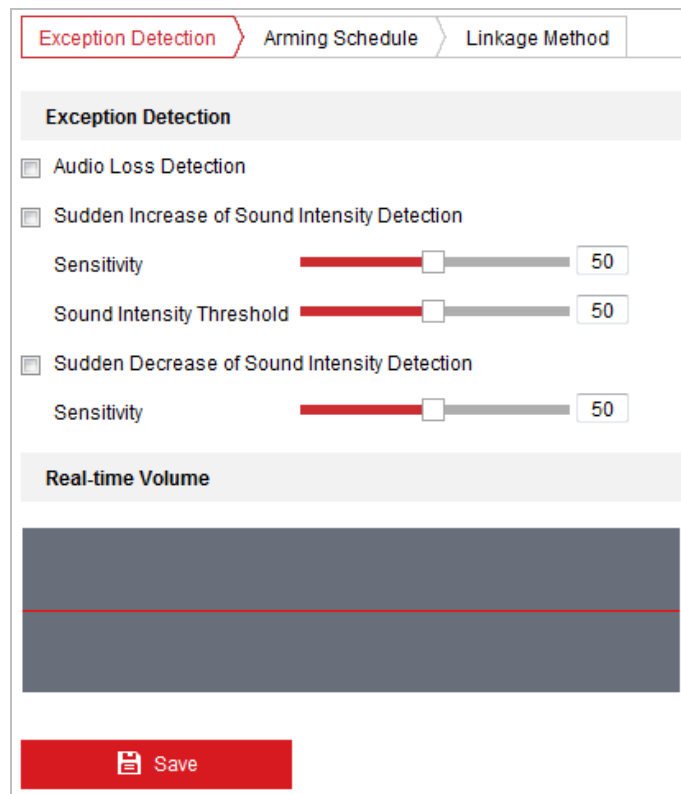 Exception Detection Arming Schedule Linkage Method
Exception Detection
Audio Loss Detection
Sudden Increase of Sound Intensity Detection
Sensitivity 50
Sound Intensity Threshold 50
Sudden Decrease of Sound Intensity Detection
Sensitivity 50
Real-time Volume
Save